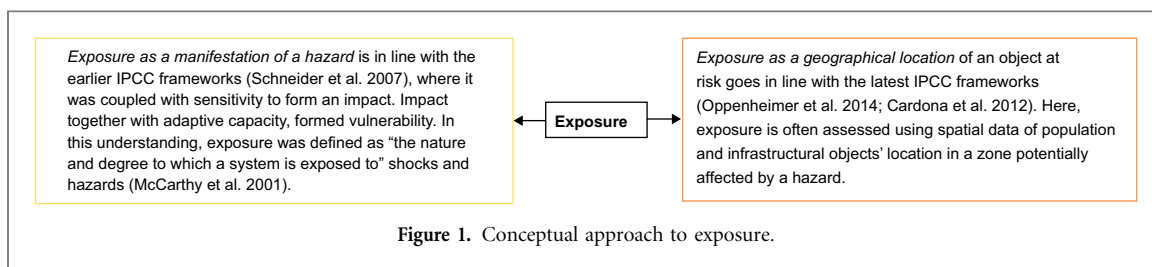 Exposure as a manifestation of a hazard is in line with the
earlier IPCC frameworks (Schneider et al. 2007), where it
was coupled with sensitivity to form an impact. Impact
together with adaptive capacity, formed vulnerability. In
this understanding, exposure was defined as “the nature
and degree to which a system is exposed to” shocks and
hazards (McCarthy et al. 2001).
Exposure
Exposure as a geographical location of an object at
risk goes in line with the latest IPCC frameworks
(Oppenheimer et al. 2014; Cardona et al. 2012). Here,
exposure is often assessed using spatial data of population
and infrastructural objects’ location in a zone potentially
affected by a hazard.
Figure 1. Conceptual approach to exposure.